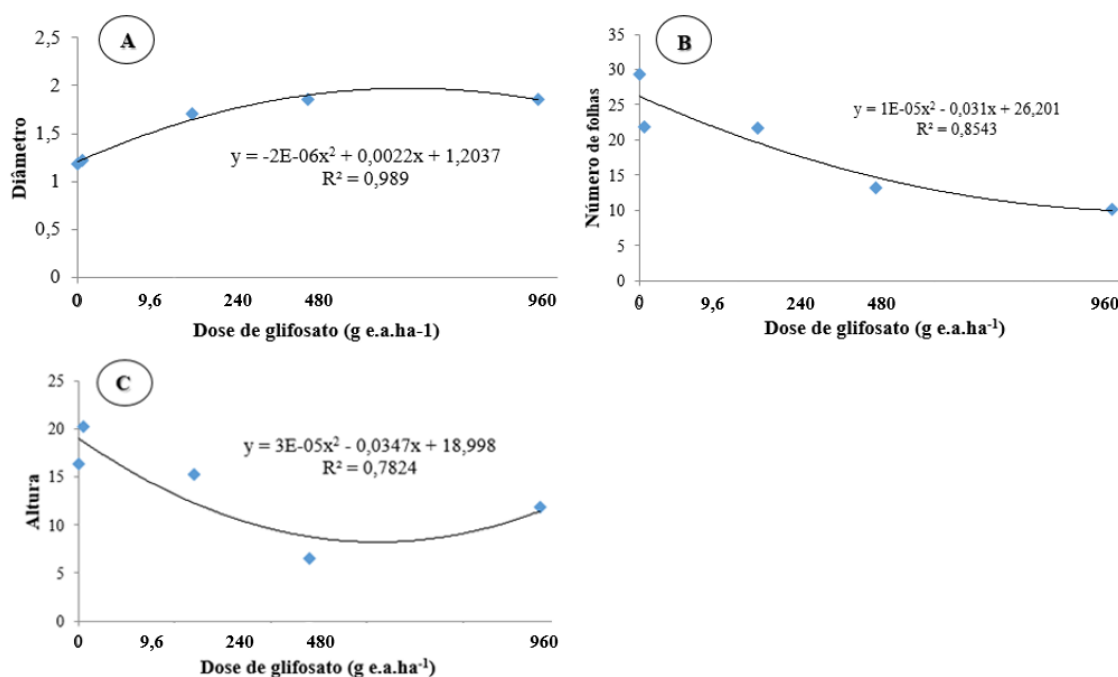 A
2,5
2
1,5
1
0,5
0
Diâmetro
y = -2E-06x² + 0,0022x + 1,2037
R² = 0,989
0 9,6 240 480 960
Dose de glifosato (g e.a.ha-1)
B
35
30
25
20
15
10
5
0
Número de folhas
y = 1E-05x² - 0,031x + 26,201
R² = 0,8543
0 9,6 240 480 960
Dose de glifosato (g e.a.ha⁻¹)
C
25
20
15
10
5
0
Altura
y = 3E-05x² - 0,0347x + 18,998
R² = 0,7824
0 9,6 240 480 960
Dose de glifosato (g e.a.ha⁻¹)